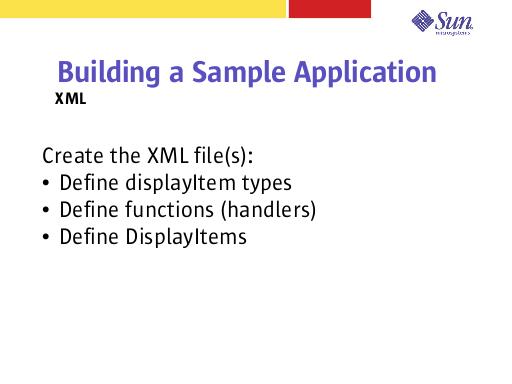 Sun
microsystems
Building a Sample Application
XML
Create the XML file(s):
• Define displayItem types
• Define functions (handlers)
• Define DisplayItems